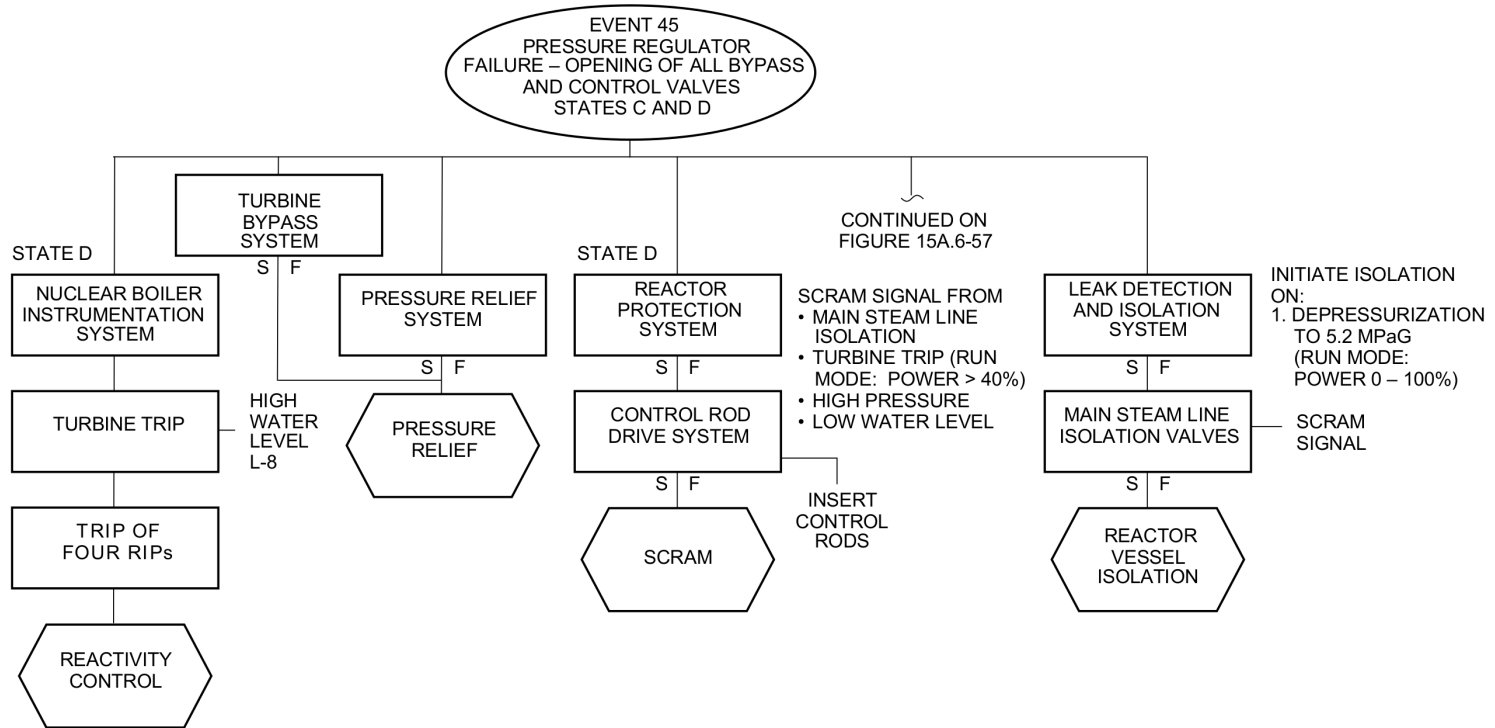 EVENT 45
PRESSURE REGULATOR
FAILURE – OPENING OF ALL BYPASS
AND CONTROL VALVES
STATES C AND D
TURBINE
BYPASS
SYSTEM
S F
STATE D
NUCLEAR BOILER
INSTRUMENTATION
SYSTEM
TURBINE TRIP
HIGH
WATER
LEVEL
L-8
TRIP OF
FOUR RIPs
REACTIVITY
CONTROL
PRESSURE RELIEF
SYSTEM
S F
PRESSURE
RELIEF
STATE D
REACTOR
PROTECTION
SYSTEM
S F
CONTROL ROD
DRIVE SYSTEM
S F
INSERT
CONTROL
RODS
SCRAM
CONTINUED ON
FIGURE 15A.6-57
SCRAM SIGNAL FROM
• MAIN STEAM LINE
ISOLATION
• TURBINE TRIP (RUN
MODE: POWER > 40%)
• HIGH PRESSURE
• LOW WATER LEVEL
LEAK DETECTION
AND ISOLATION
SYSTEM
S F
MAIN STEAM LINE
ISOLATION VALVES
S F
REACTOR
VESSEL
ISOLATION
INITIATE ISOLATION
ON:
1. DEPRESSURIZATION
TO 5.2 MPaG
(RUN MODE:
POWER 0 – 100%)
SCRAM
SIGNAL